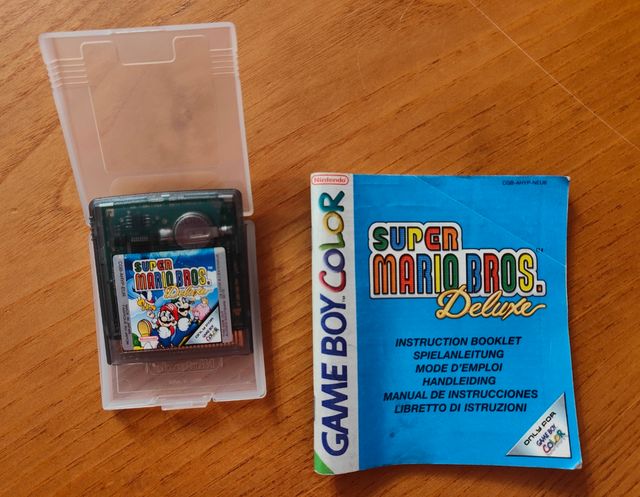 SUPER
MARIO BROS.
Deluxe
Nintendo
GAME BOY COLOR
SUPER
MARIO BROS.
Deluxe
INSTRUCTION BOOKLET
SPIELANLEITUNG
MODE D'EMPLOI
HANDLEIDING
MANUAL DE INSTRUCCIONES
LIBRETTO DI ISTRUZIONI
ONLY FOR
GAME BOY
COLOR